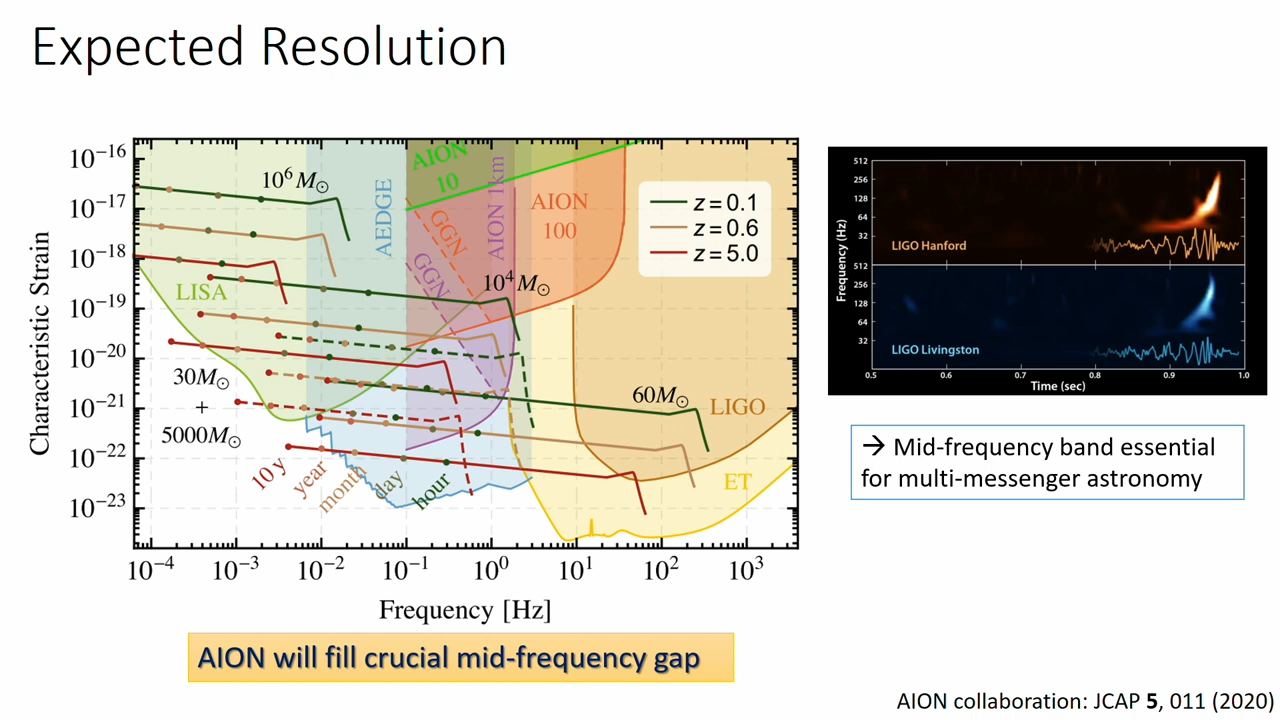 Expected Resolution
10⁻¹⁶
10⁻¹⁷
10⁻¹⁸
10⁻¹⁹
10⁻²⁰
10⁻²¹
10⁻²²
10⁻²³
Characteristic Strain
10⁶ M☉
AEDGE
AION
10
GGN
GGN
AION 1km
AION
100
z = 0.1
z = 0.6
z = 5.0
LISA
10⁴ M☉
30M☉
+
5000M☉
60M☉
LIGO
ET
10 y
year
month
day
hour
10⁻⁴
10⁻³
10⁻²
10⁻¹
10⁰
10¹
10²
10³
Frequency [Hz]
AION will fill crucial mid-frequency gap
512
256
128
64
32
LIGO Hanford
Frequency (Hz)
512
256
128
64
32
LIGO Livingston
0.5
0.6
0.7
0.8
0.9
1.0
Time (sec)
→ Mid-frequency band essential
for multi-messenger astronomy
AION collaboration: JCAP 5, 011 (2020)